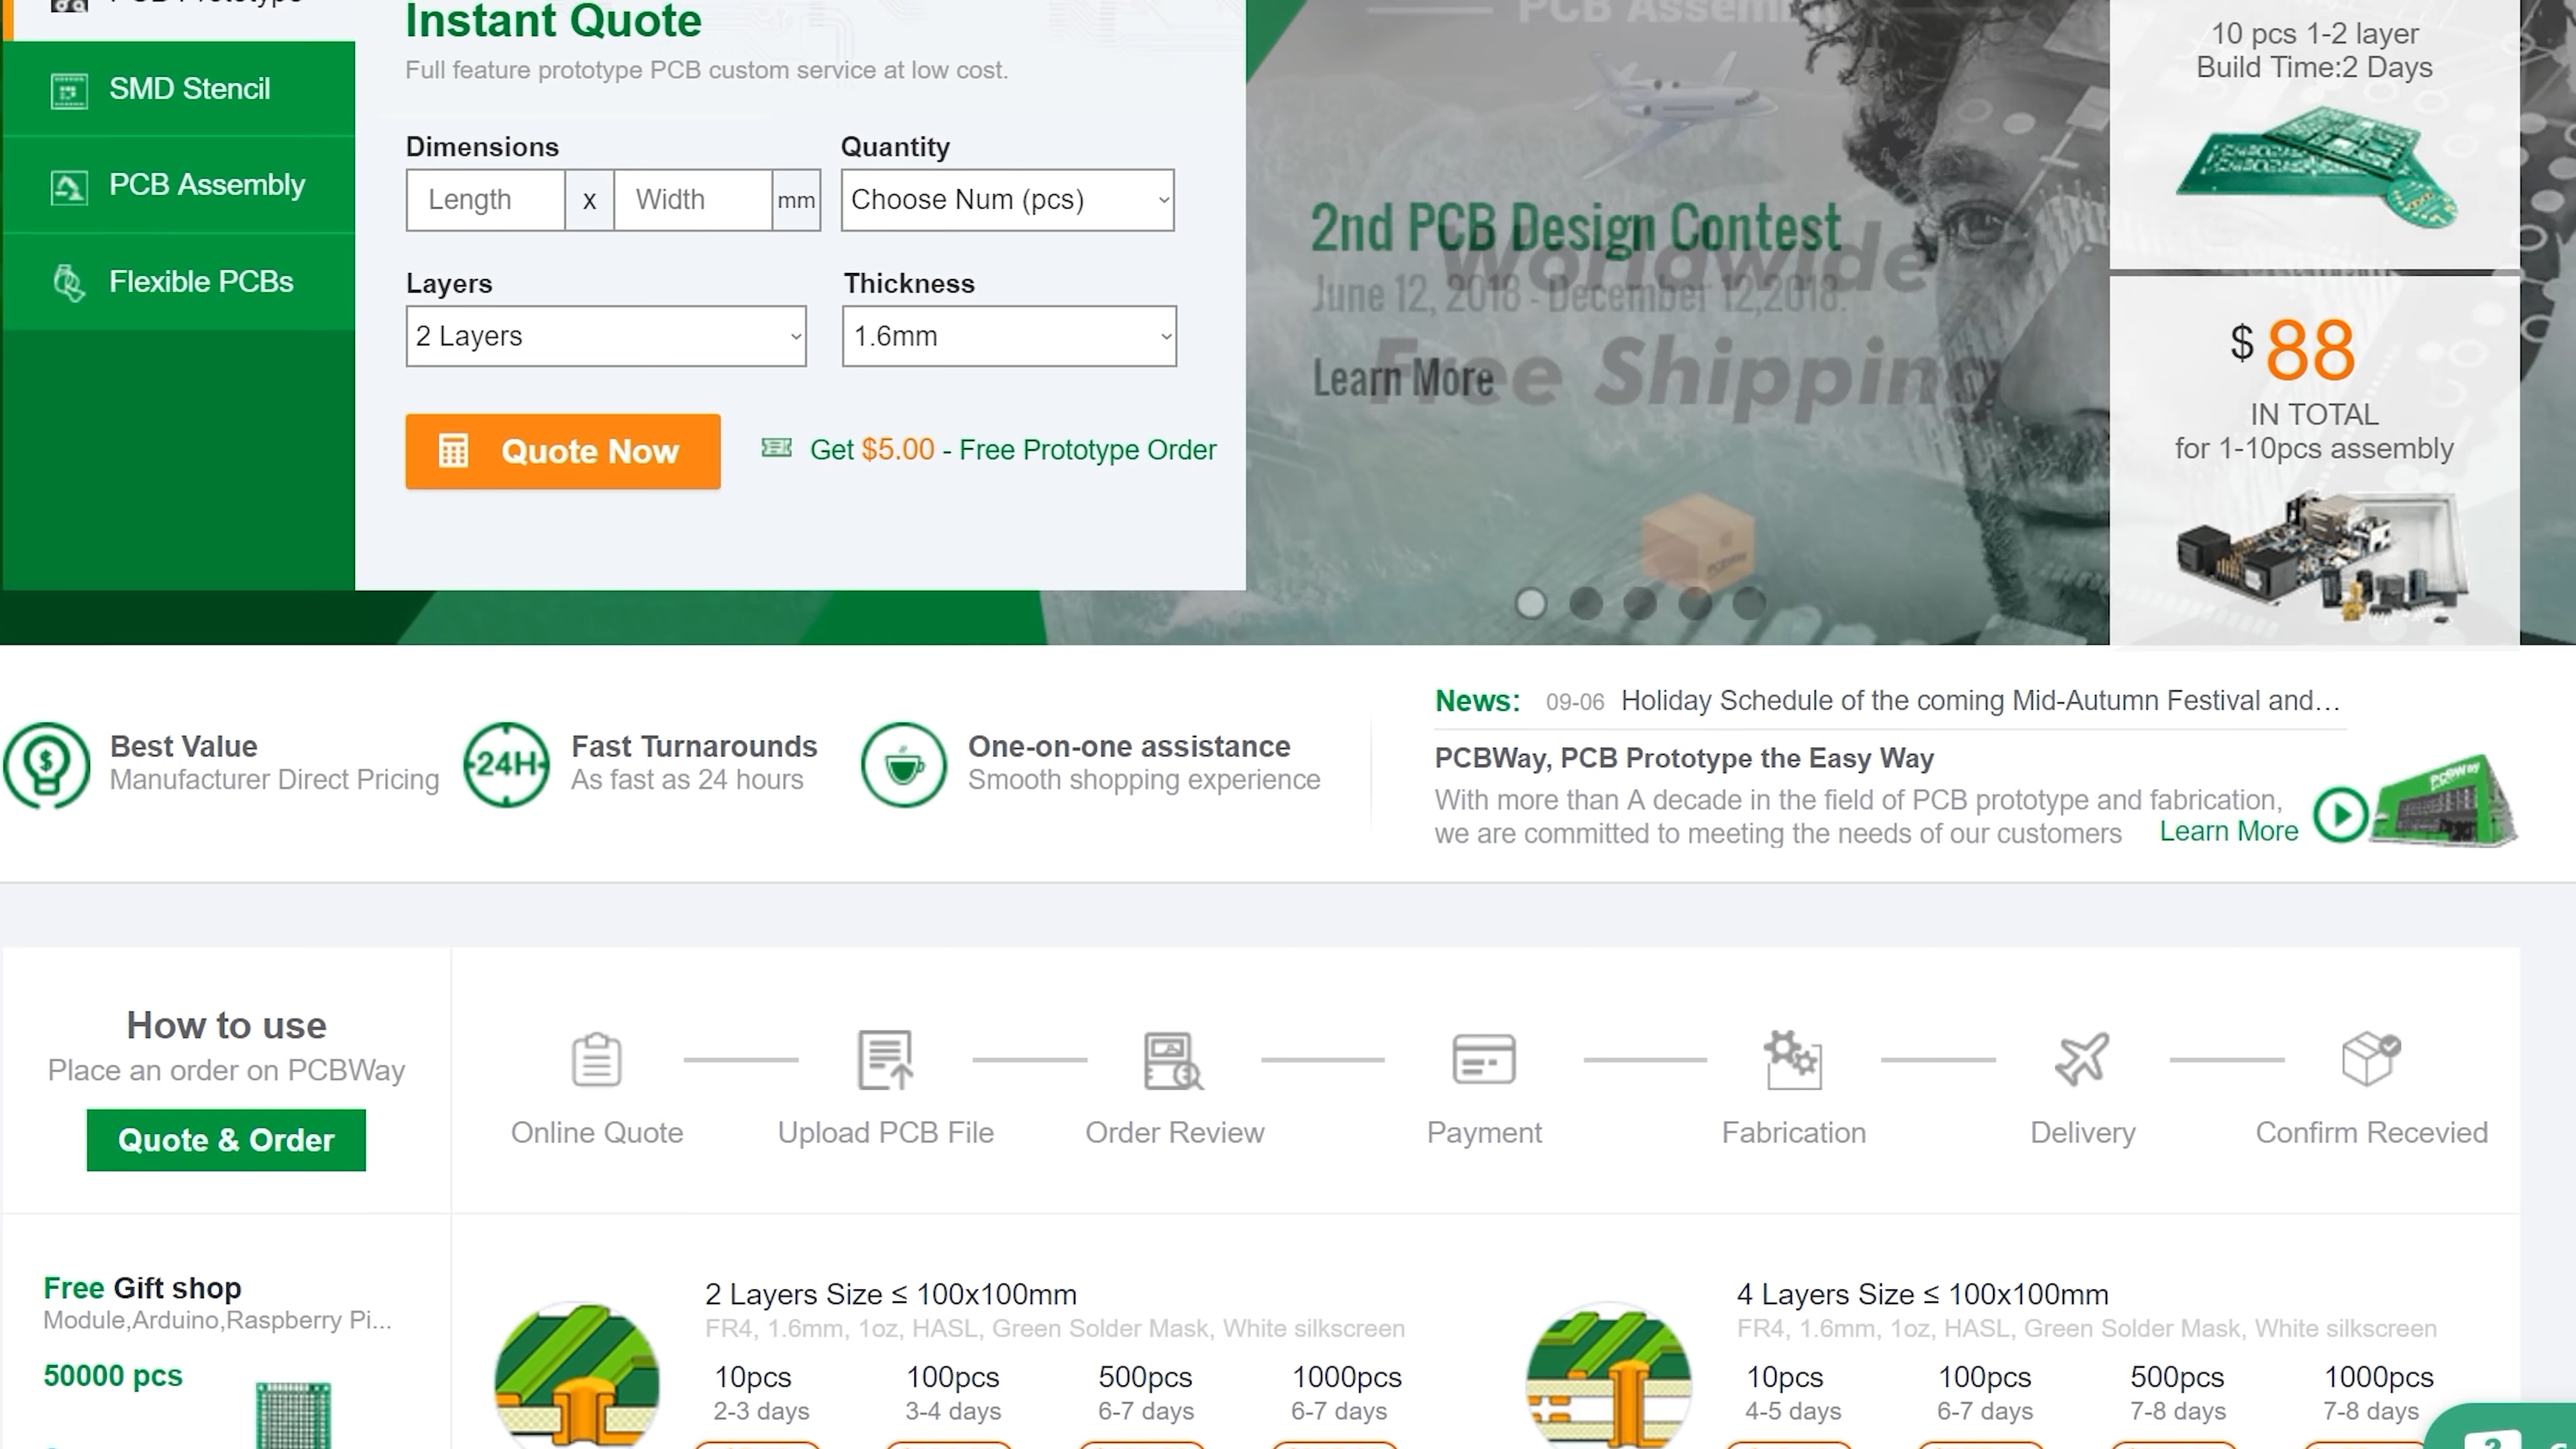 PCB Prototype
SMD Stencil
PCB Assembly
Flexible PCBs
Instant Quote
Full feature prototype PCB custom service at low cost.
Dimensions
Quantity
Length x Width mm
Choose Num (pcs)
Layers
Thickness
2 Layers
1.6mm
Quote Now
Get $5.00 - Free Prototype Order
PCB Assembly
2nd PCB Design Contest
Worldwide
June 12, 2018 - December 12,2018.
Free Shipping
Learn More
10 pcs 1-2 layer
Build Time:2 Days
$ 88
IN TOTAL
for 1-10pcs assembly
Best Value
Manufacturer Direct Pricing
24H
Fast Turnarounds
As fast as 24 hours
One-on-one assistance
Smooth shopping experience
News: 09-06 Holiday Schedule of the coming Mid-Autumn Festival and...
PCBWay, PCB Prototype the Easy Way
With more than A decade in the field of PCB prototype and fabrication,
we are committed to meeting the needs of our customers Learn More
PCBWay
How to use
Place an order on PCBWay
Quote & Order
Online Quote
Upload PCB File
Order Review
Payment
Fabrication
Delivery
Confirm Recevied
Free Gift shop
Module,Arduino,Raspberry Pi...
50000 pcs
2 Layers Size ≤ 100x100mm
FR4, 1.6mm, 1oz, HASL, Green Solder Mask, White silkscreen
10pcs 100pcs 500pcs 1000pcs
2-3 days 3-4 days 6-7 days 6-7 days
4 Layers Size ≤ 100x100mm
FR4, 1.6mm, 1oz, HASL, Green Solder Mask, White silkscreen
10pcs 100pcs 500pcs 1000pcs
4-5 days 6-7 days 7-8 days 7-8 days